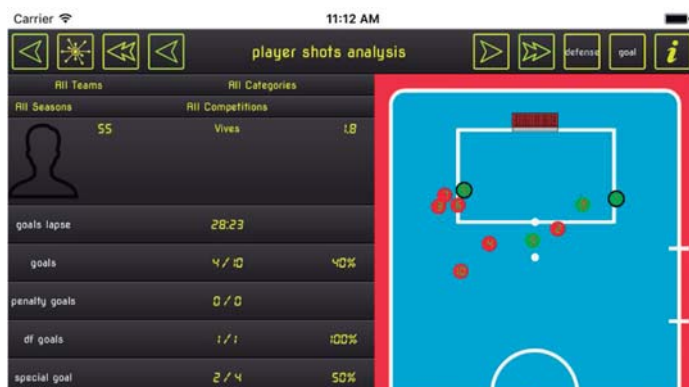 Carrier 11:12 AM
player shots analysis defense goal i
All Teams All Categories
All Seasons All Competitions
55 Vives 1.8
goals lapse 28:23
goals 4 / 10 40%
penalty goals 0 / 0
df goals 1 / 1 100%
special goal 2 / 4 50%